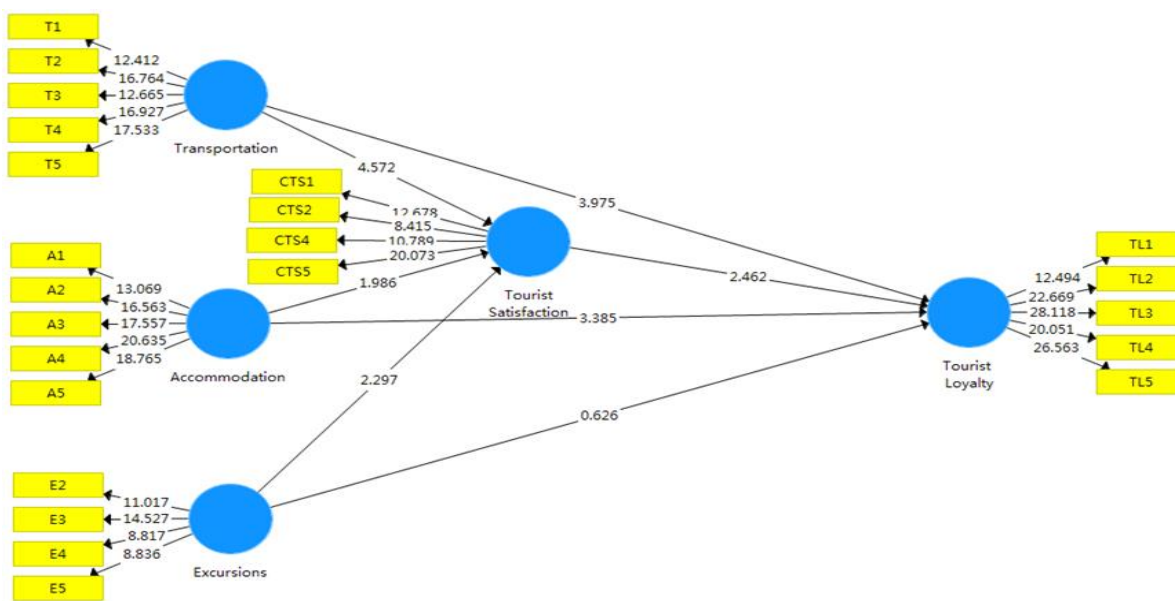 T1
12.412
T2
16.764
T3
12.665
T4
16.927
T5
17.533
Transportation
4.572
3.975
CTS1
12.678
CTS2
8.415
CTS4
10.789
CTS5
20.073
Tourist
Satisfaction
1.986
2.462
A1
13.069
A2
16.563
A3
17.557
A4
20.635
A5
18.765
Accommodation
3.385
TL1
12.494
TL2
22.669
TL3
28.118
TL4
20.051
TL5
26.563
Tourist
Loyalty
2.297
0.626
E2
11.017
E3
14.527
E4
8.817
E5
8.836
Excursions